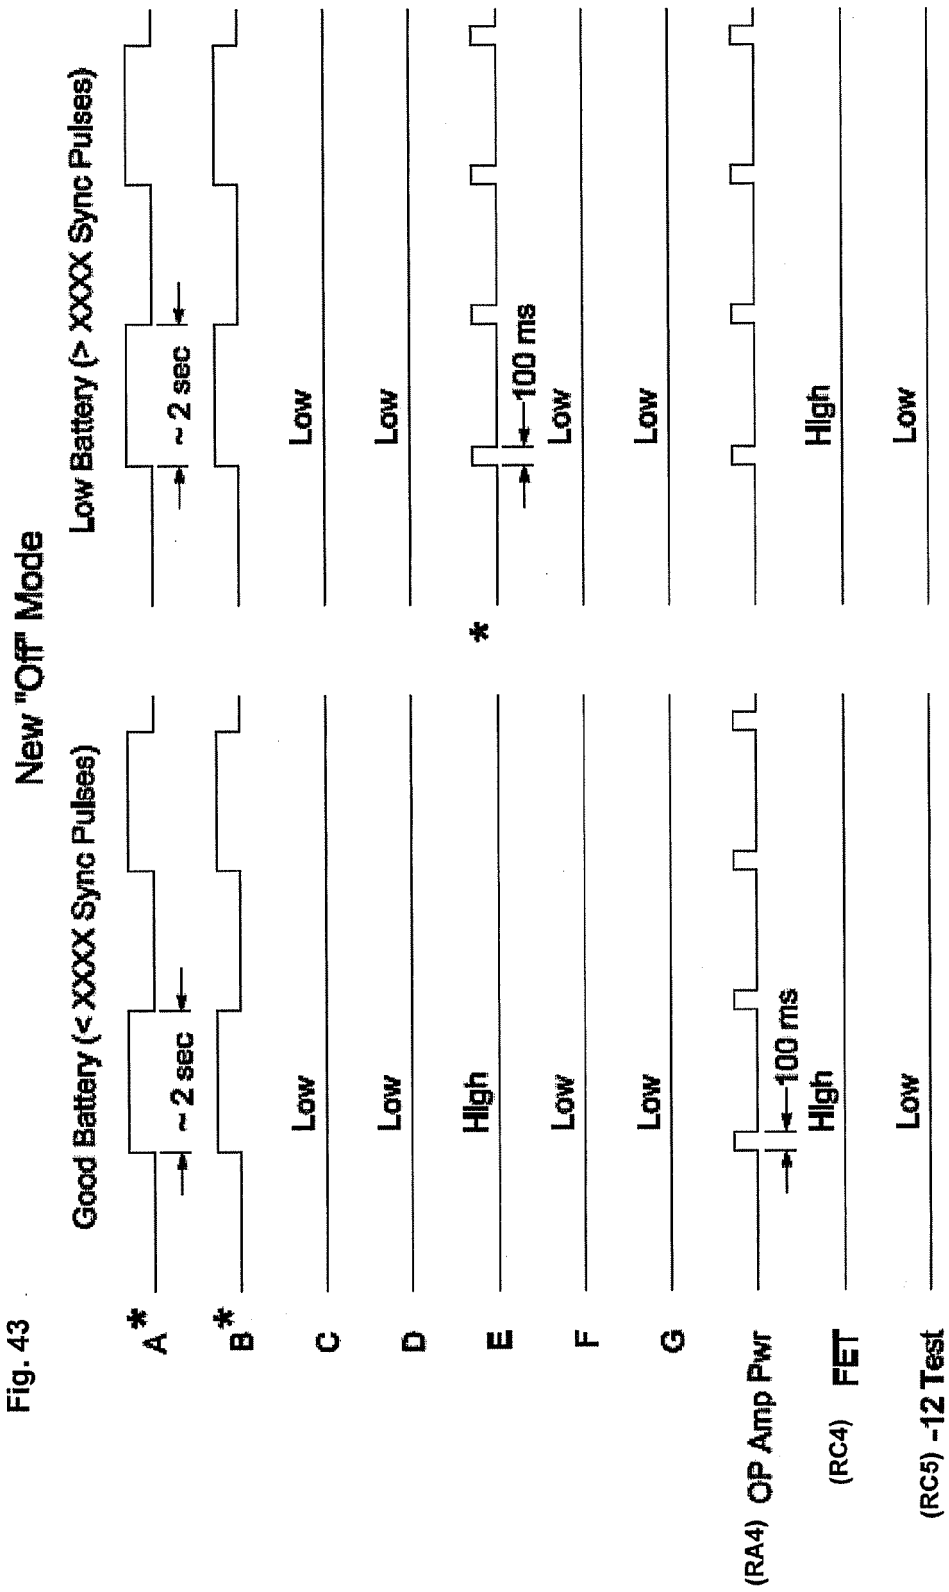 Fig. 43
New "Off" Mode
Good Battery (< XXXX Sync Pulses)
Low Battery (> XXXX Sync Pulses)
A*
~ 2 sec
~ 2 sec
B*
C
Low
Low
D
Low
Low
E
High
*
100 ms
F
Low
Low
G
Low
Low
(RA4) OP Amp Pwr
100 ms
(RC4) FET
High
High
(RC5) -12 Test
Low
Low